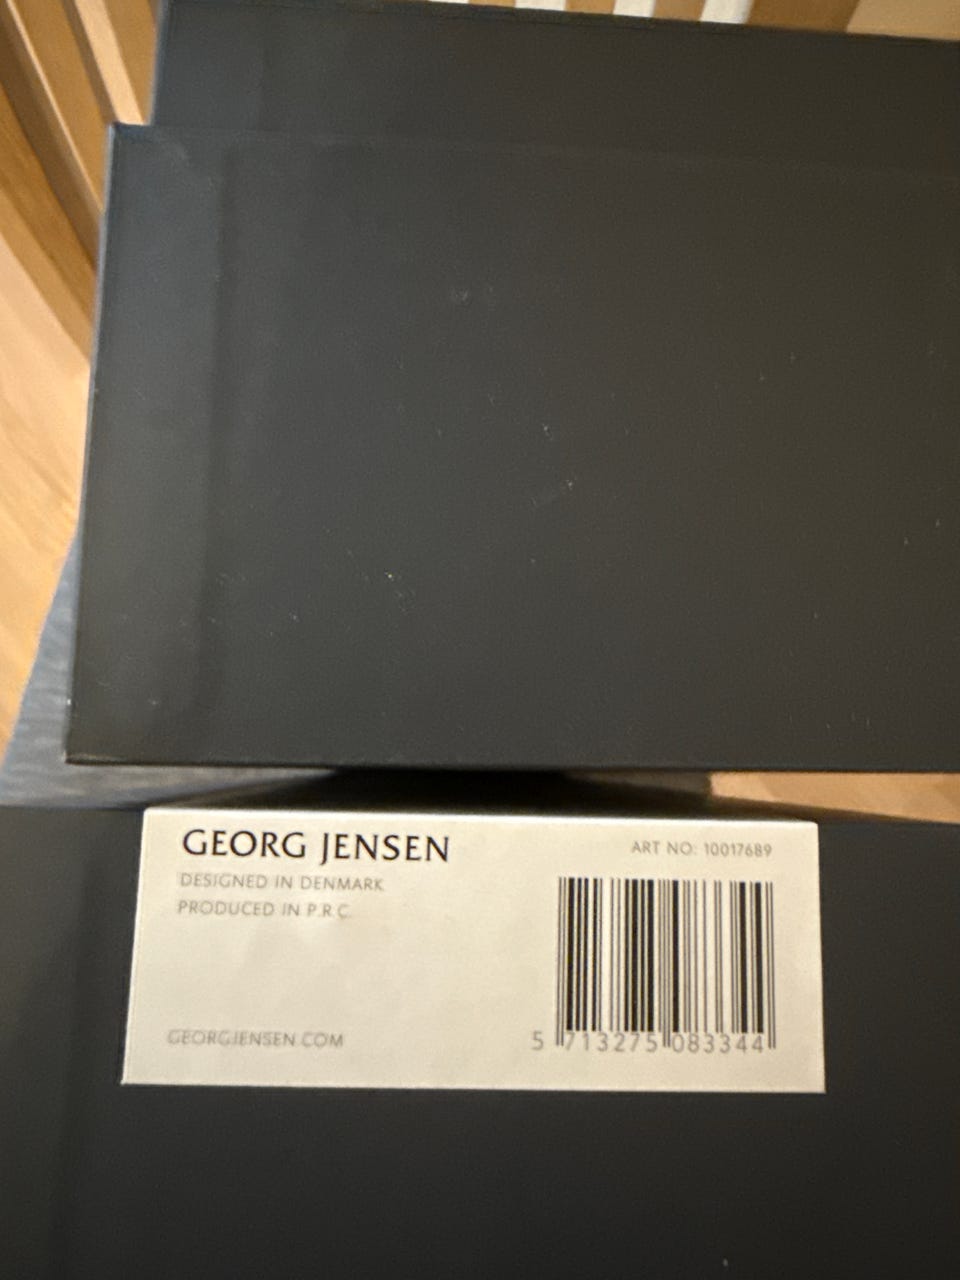 GEORG JENSEN
ART NO: 10017689
DESIGNED IN DENMARK
PRODUCED IN P.R.C.
GEORGJENSEN.COM
5 713275 083344